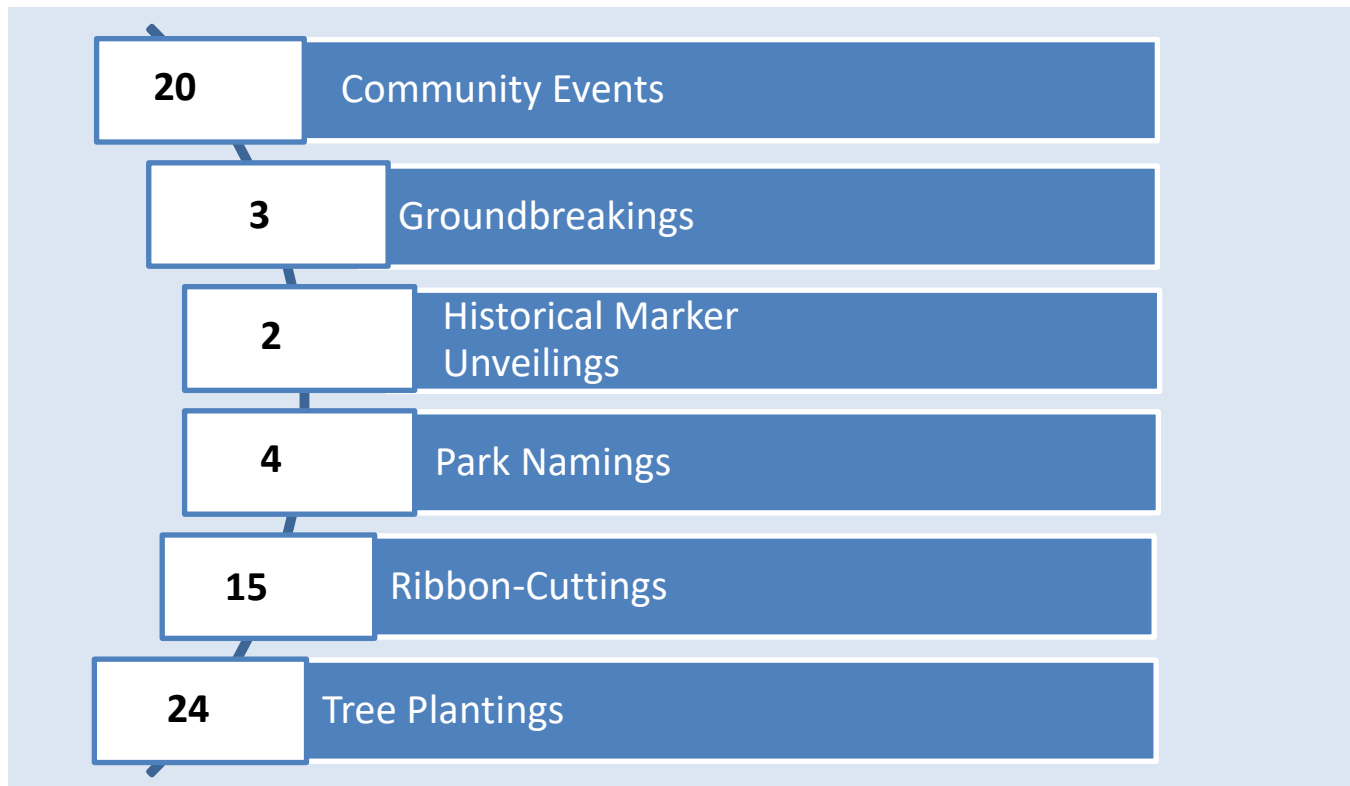 20
Community Events
3
Groundbreakings
2
Historical Marker
Unveilings
4
Park Namings
15
Ribbon-Cuttings
24
Tree Plantings